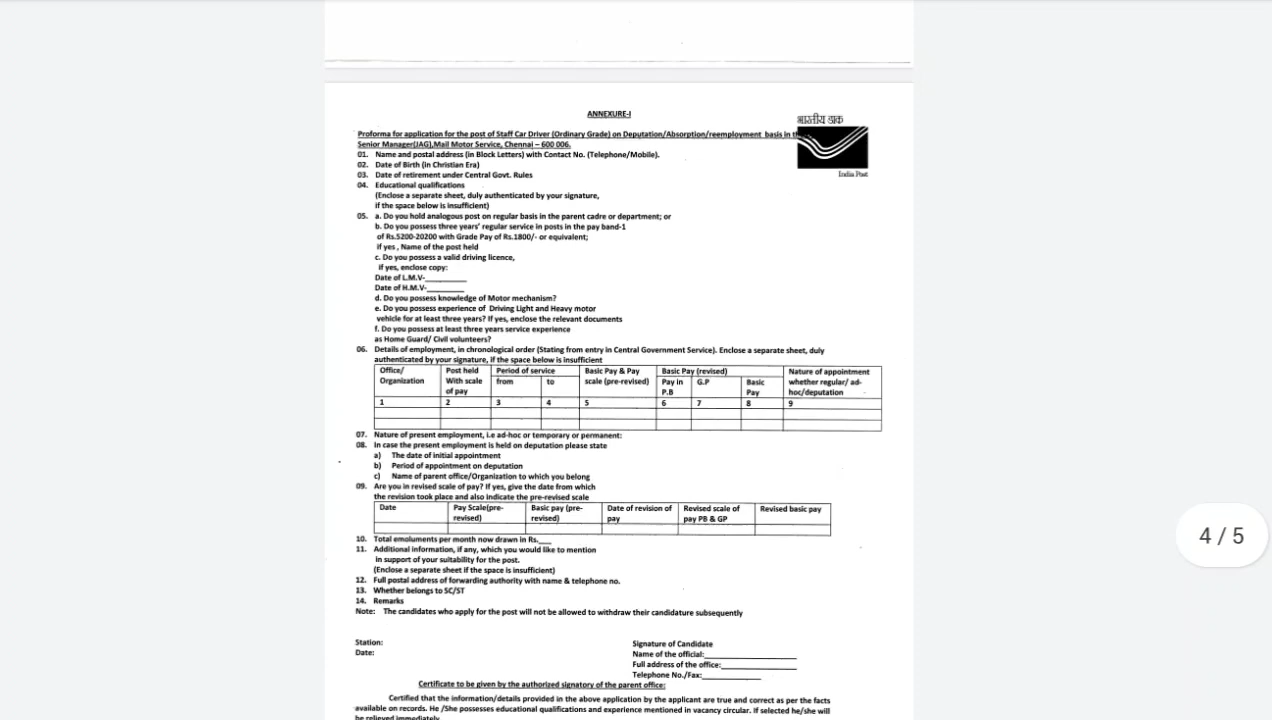 ANNEXURE-I
भारतीय डाक
Proforma for application for the post of Staff Car Driver (Ordinary Grade) on Deputation/Absorption/reemployment basis in th
Senior Manager(JAG),Mail Motor Service, Chennai – 600 006.
India Post
01. Name and postal address (in Block Letters) with Contact No. (Telephone/Mobile).
02. Date of Birth (in Christian Era)
03. Date of retirement under Central Govt. Rules
04. Educational qualifications
(Enclose a separate sheet, duly authenticated by your signature,
if the space below is insufficient)
05. a. Do you hold analogous post on regular basis in the parent cadre or department; or
b. Do you possess three years' regular service in posts in the pay band-1
of Rs.5200-20200 with Grade Pay of Rs.1800/- or equivalent;
if yes , Name of the post held
c. Do you possess a valid driving licence,
if yes, enclose copy:
Date of L.M.V-________
Date of H.M.V-_______
d. Do you possess knowledge of Motor mechanism?
e. Do you possess experience of Driving Light and Heavy motor
vehicle for at least three years? If yes, enclose the relevant documents
f. Do you possess at least three years service experience
as Home Guard/ Civil volunteers?
06. Details of employment, in chronological order (Stating from entry in Central Government Service). Enclose a separate sheet, duly
authenticated by your signature, if the space below is insufficient
Office/ Organization
Post held With scale of pay
Period of service
from
to
Basic Pay & Pay scale (pre-revised)
Basic Pay (revised)
Pay in P.B
G.P
Basic Pay
Nature of appointment whether regular/ ad-hoc/deputation
1 2 3 4 5 6 7 8 9
07. Nature of present employment, i.e ad-hoc or temporary or permanent:
08. In case the present employment is held on deputation please state
a) The date of initial appointment
b) Period of appointment on deputation
c) Name of parent office/Organization to which you belong
09. Are you in revised scale of pay? If yes, give the date from which
the revision took place and also indicate the pre-revised scale
Date
Pay Scale(pre-revised)
Basic pay (pre-revised)
Date of revision of pay
Revised scale of pay PB & GP
Revised basic pay
10. Total emoluments per month now drawn in Rs.___
11. Additional information, if any, which you would like to mention
in support of your suitability for the post.
(Enclose a separate sheet if the space is insufficient)
12. Full postal address of forwarding authority with name & telephone no.
13. Whether belongs to SC/ST
14. Remarks
Note: The candidates who apply for the post will not be allowed to withdraw their candidature subsequently
Station:
Date:
Signature of Candidate
Name of the official:__________________
Full address of the office:_______________
Telephone No./Fax:____________
Certificate to be given by the authorized signatory of the parent office:
Certified that the information/details provided in the above application by the applicant are true and correct as per the facts
available on records. He /She possesses educational qualifications and experience mentioned in vacancy circular. If selected he/she will
be relieved immediately
4 / 5